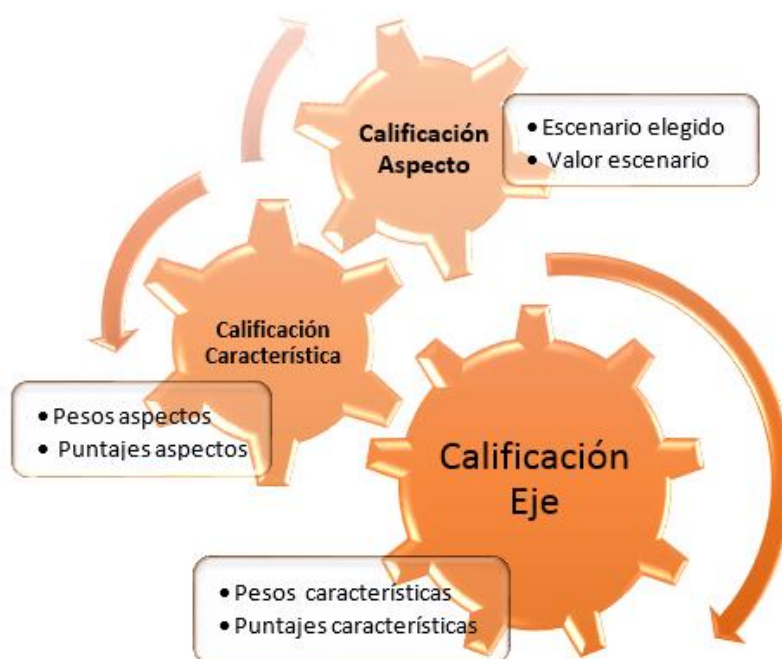 Calificación
Aspecto
• Escenario elegido
• Valor escenario
Calificación
Característica
• Pesos aspectos
• Puntajes aspectos
Calificación
Eje
• Pesos características
• Puntajes características